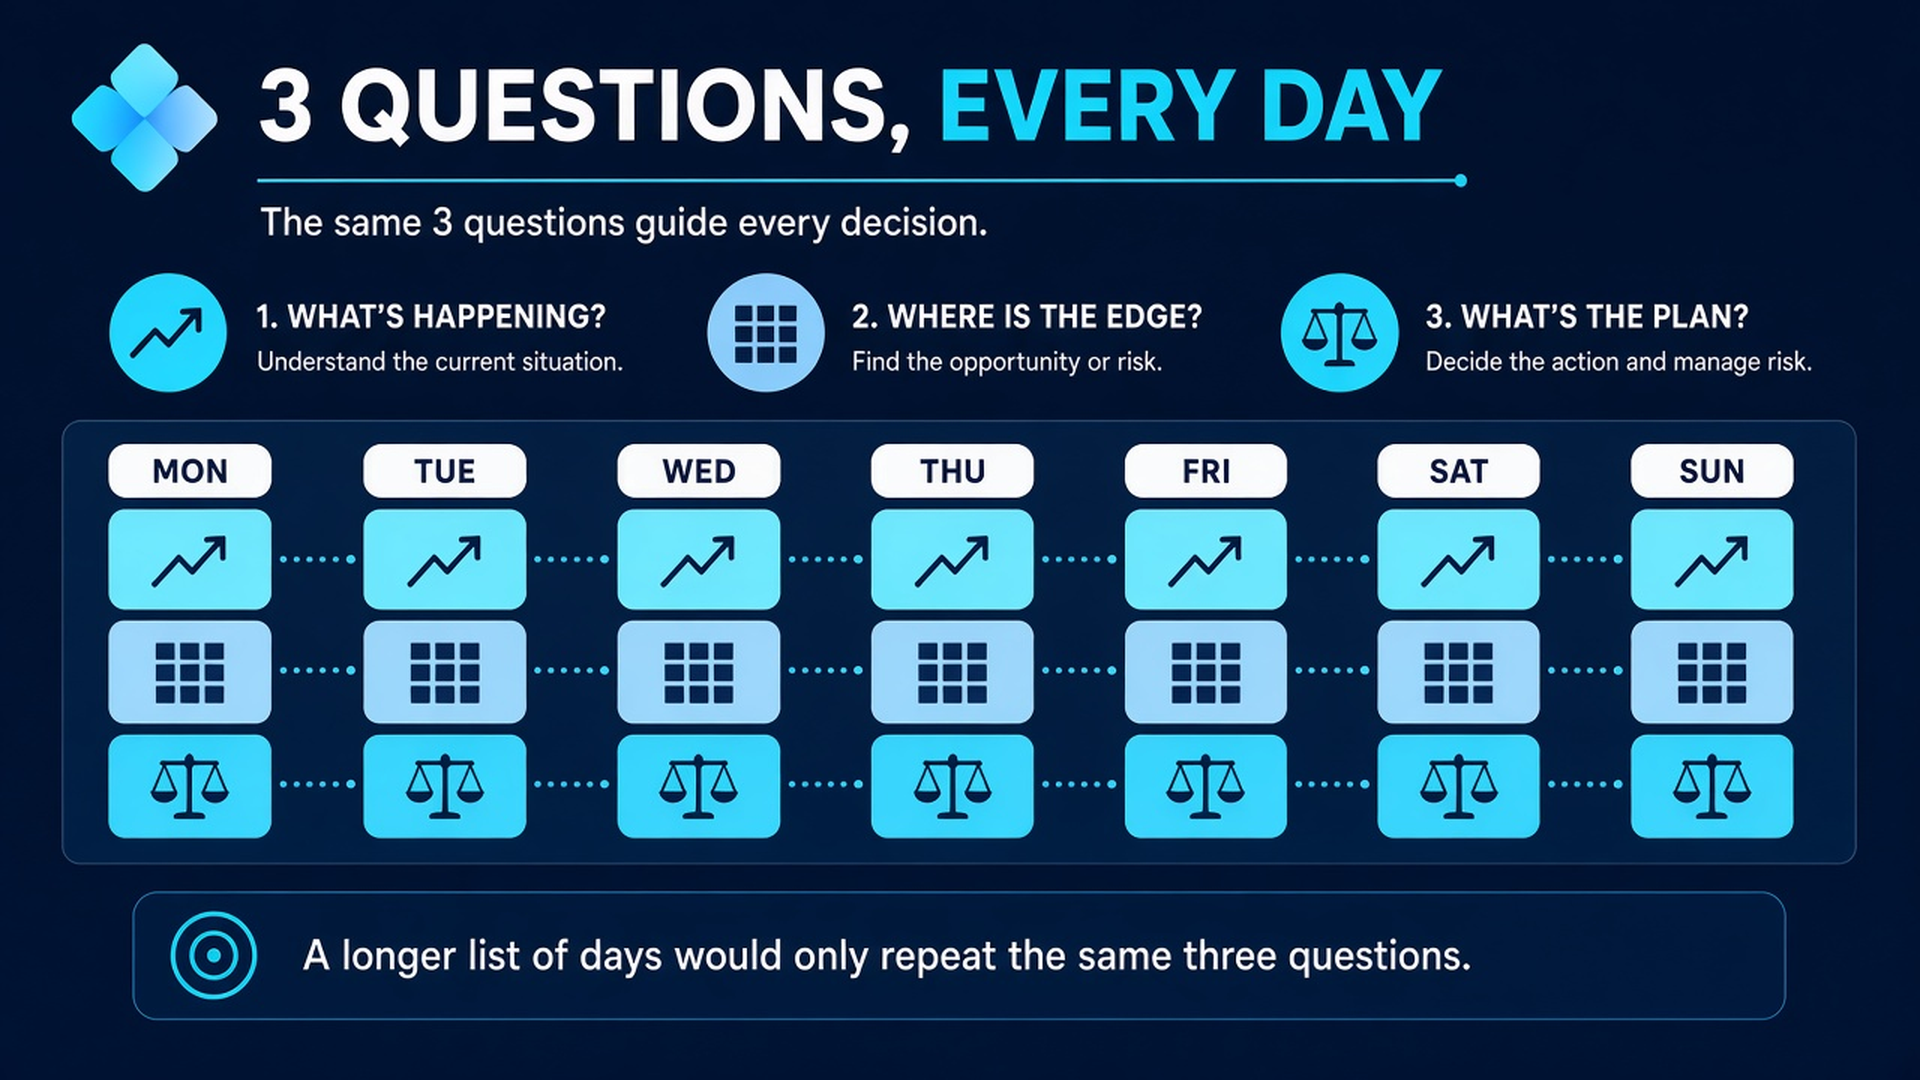 3 QUESTIONS, EVERY DAY
The same 3 questions guide every decision.
1. WHAT’S HAPPENING?
Understand the current situation.
2. WHERE IS THE EDGE?
Find the opportunity or risk.
3. WHAT’S THE PLAN?
Decide the action and manage risk.
MON TUE WED THU FRI SAT SUN
A longer list of days would only repeat the same three questions.